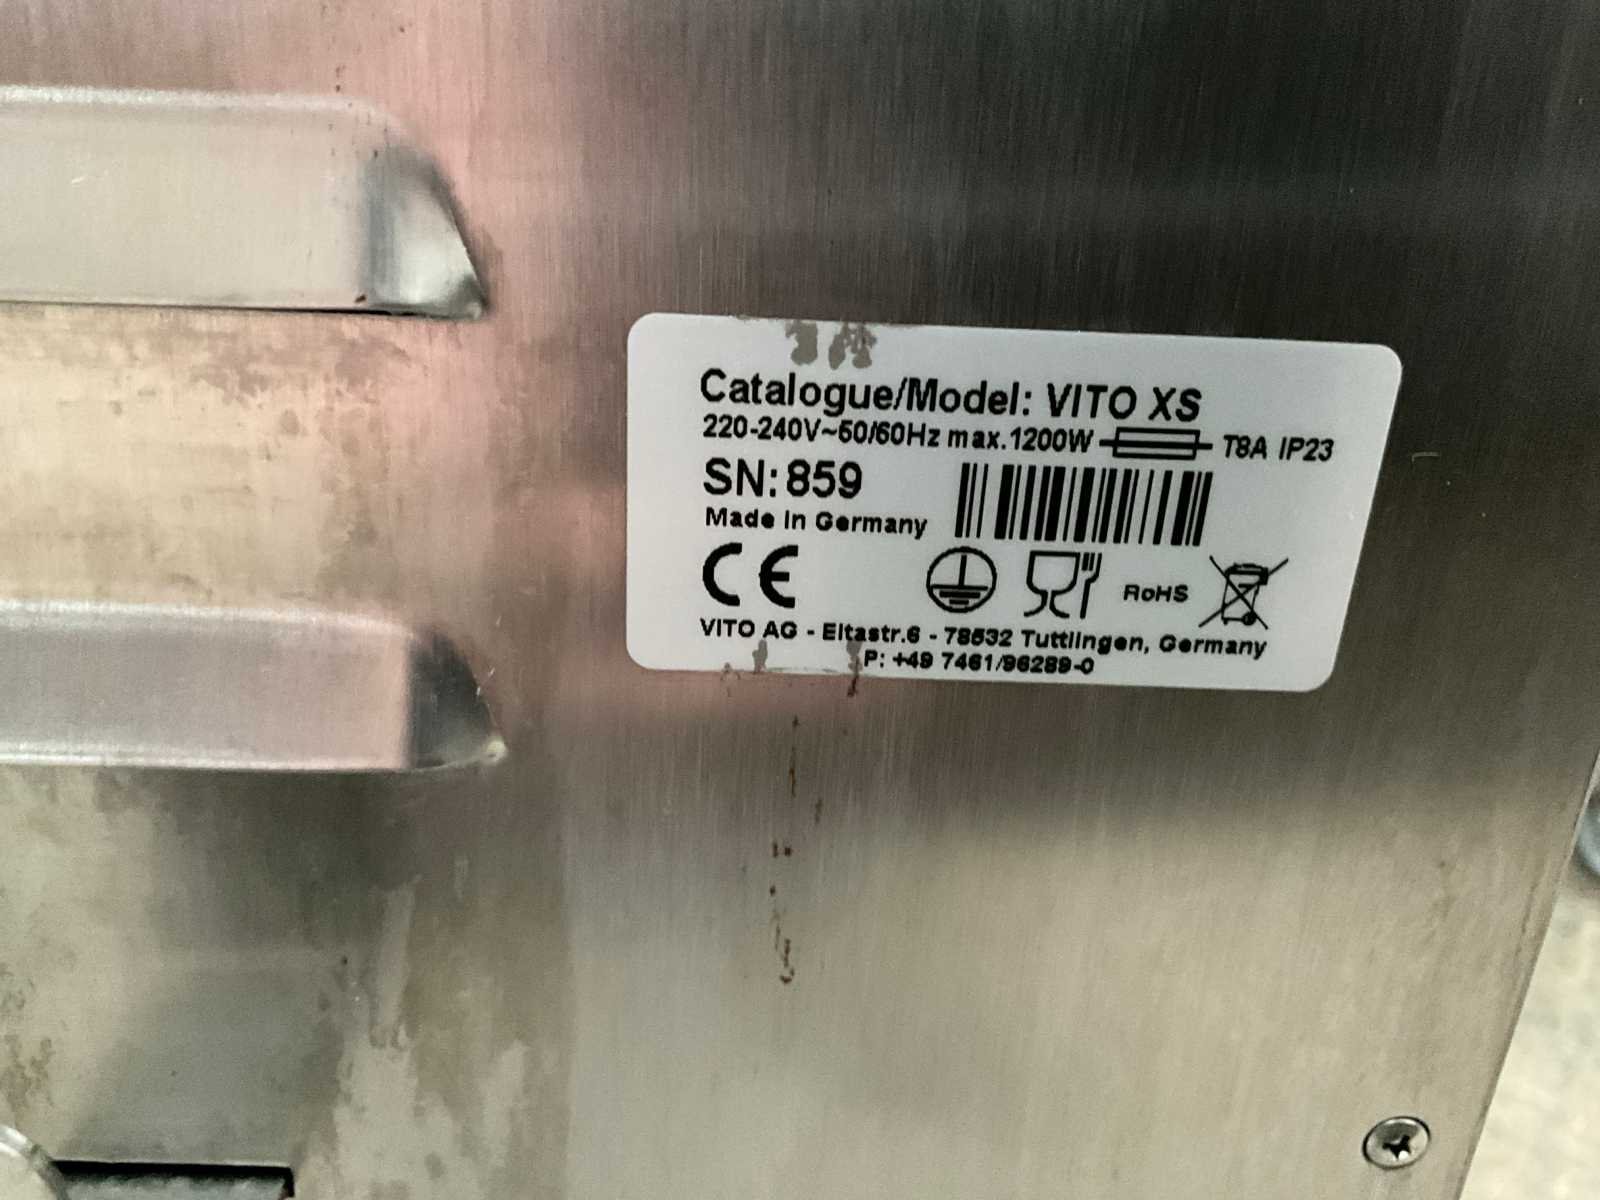 Catalogue/Model: VITO XS
220-240V~50/60Hz max.1200W T8A IP23
SN: 859
Made in Germany
CE
RoHS
VITO AG - Eltastr.6 - 78532 Tuttlingen, Germany
P: +49 7461/96289-0